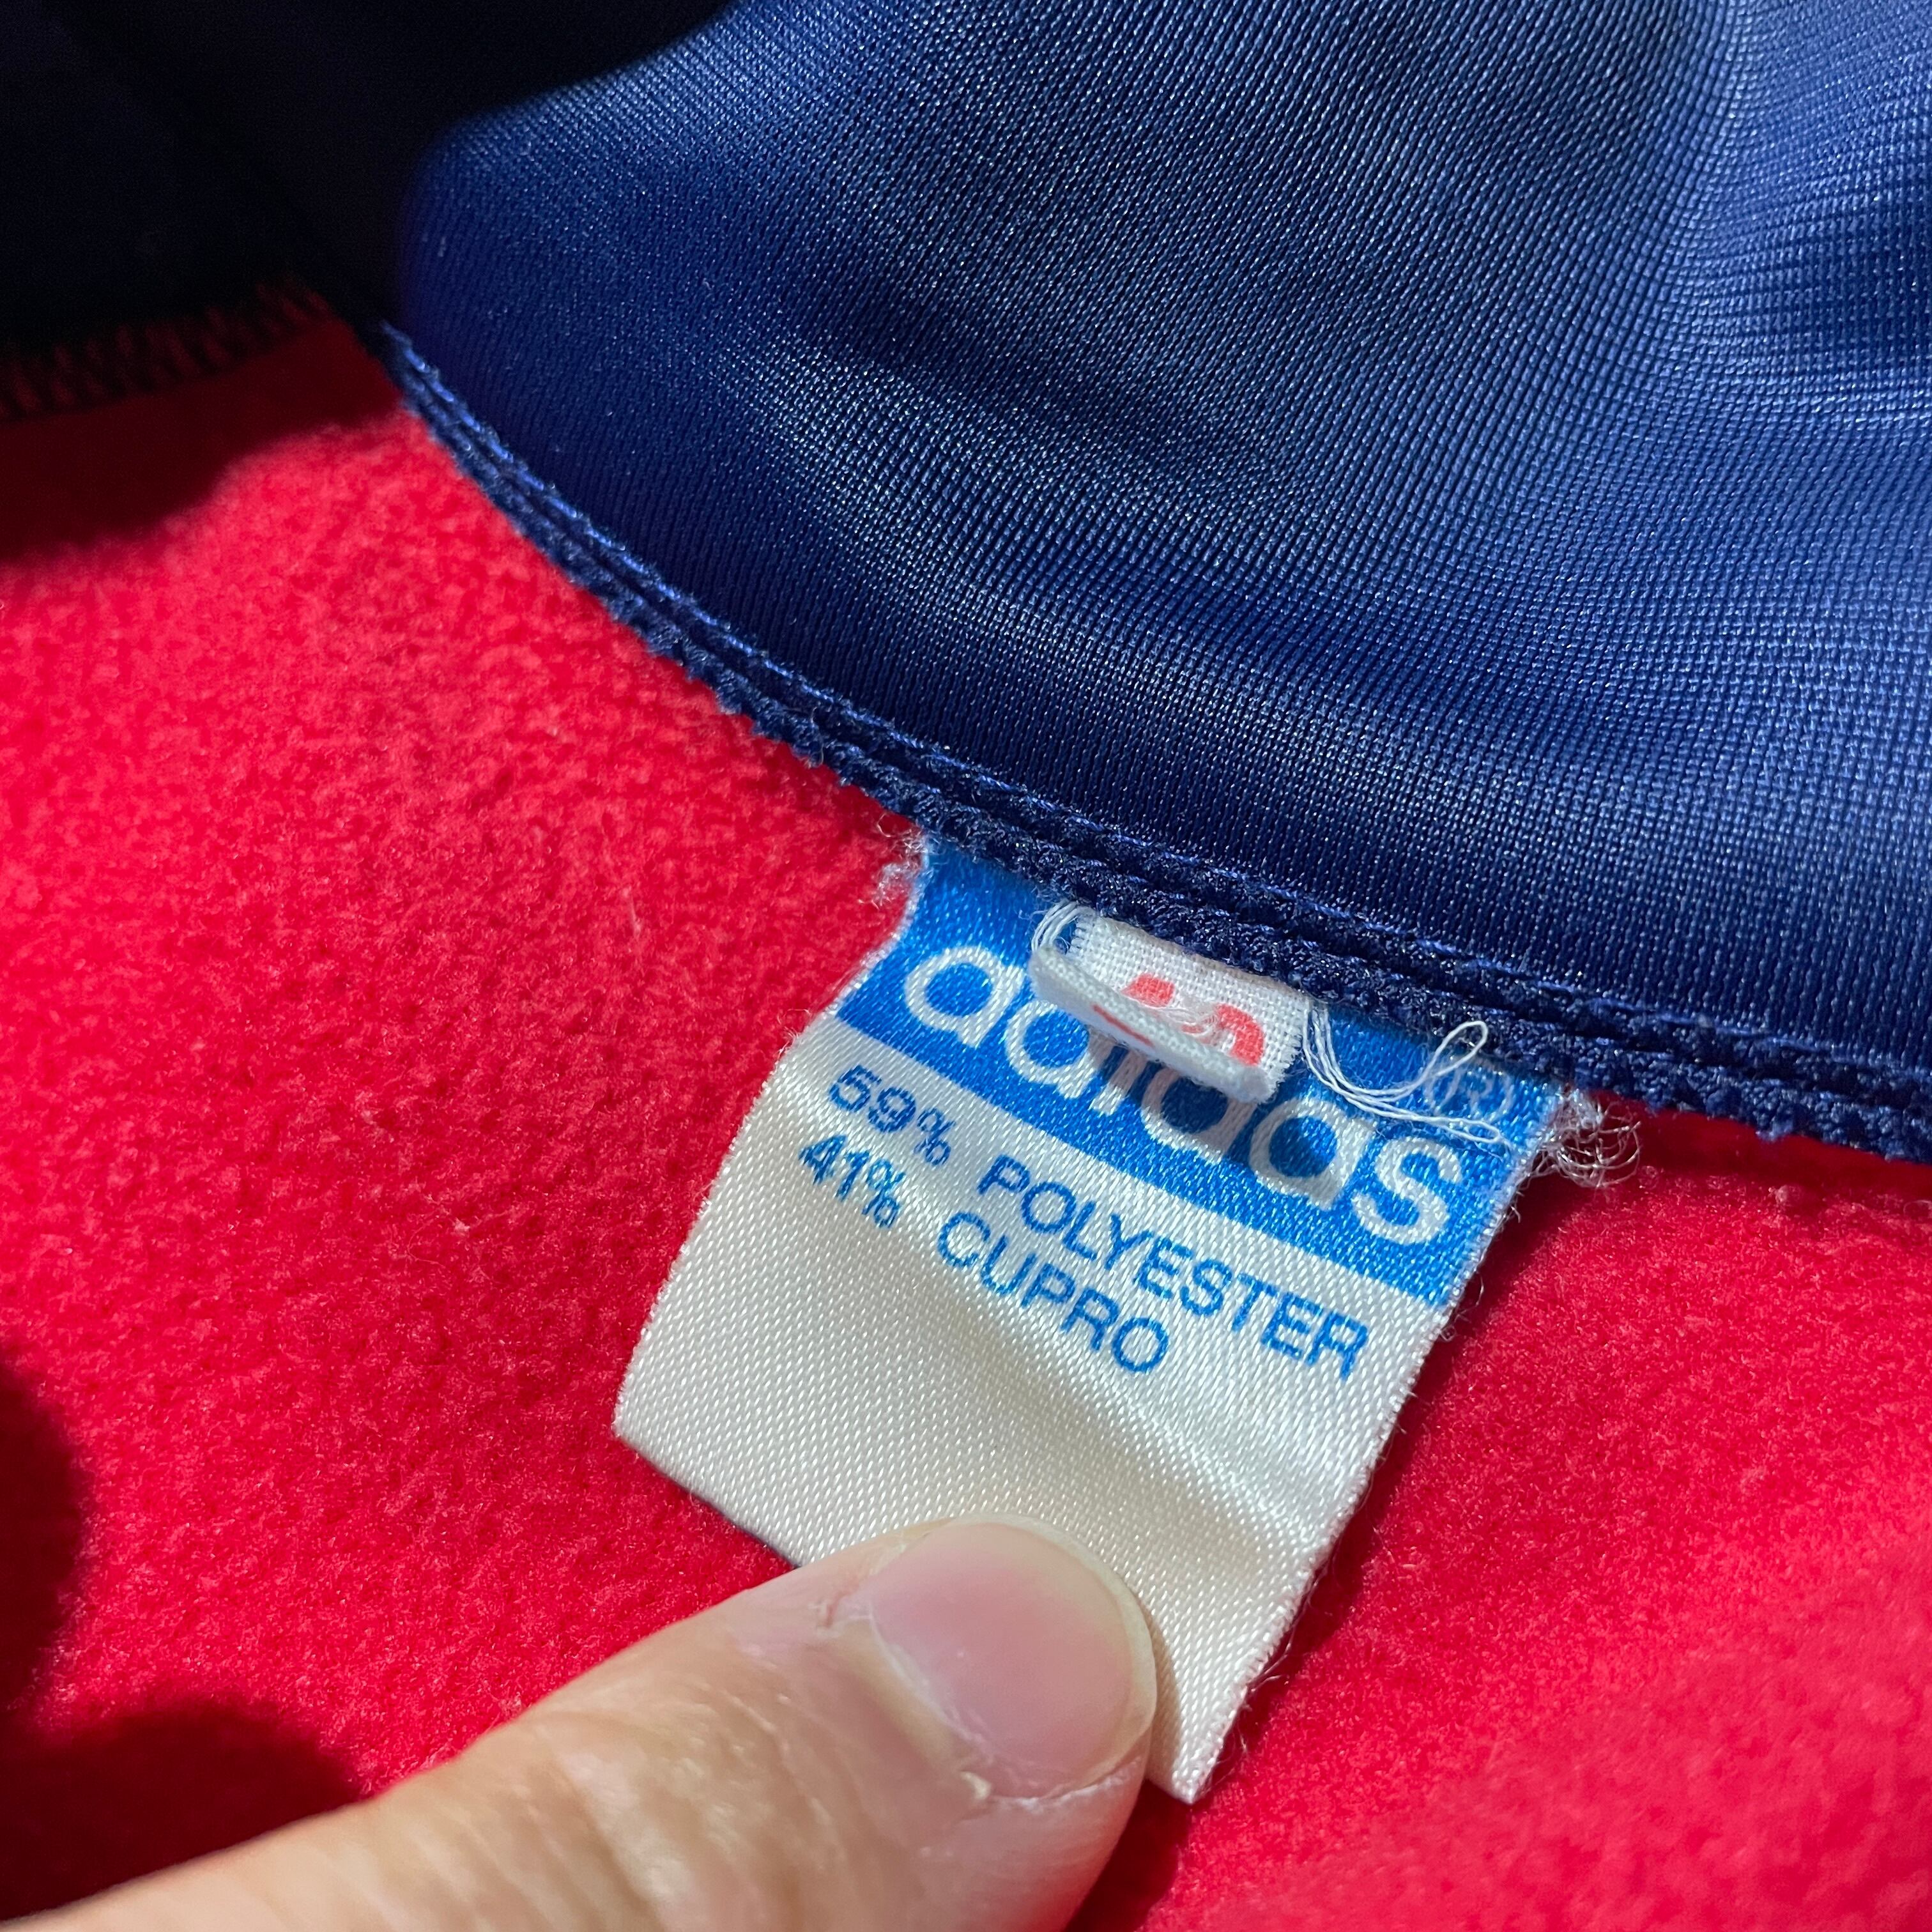 adidas®
59% POLYESTER
41% CUPRO